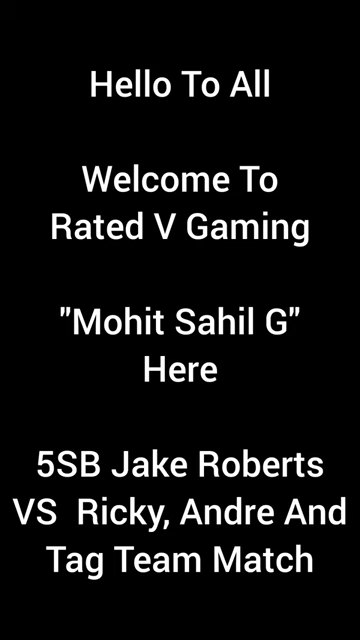 Hello To All
Welcome To
Rated V Gaming
"Mohit Sahil G"
Here
5SB Jake Roberts
VS  Ricky, Andre And
Tag Team Match